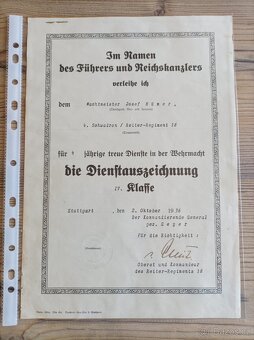 Im Namen
des Führers und Reichskanzlers
verleihe ich
dem Wachtmeister Josef
4. Schwadron / Reiter-Regiment 18
für 4 jährige treue Dienste in der Wehrmacht
die Dienstauszeichnung
IV. Klasse
Stuttgart, den 2. Oktober 1936
Der Kommandierende General
gez. Geyer
Für die Richtigkeit:
Oberst und Kommandeur
des Reiter-Regiments 18